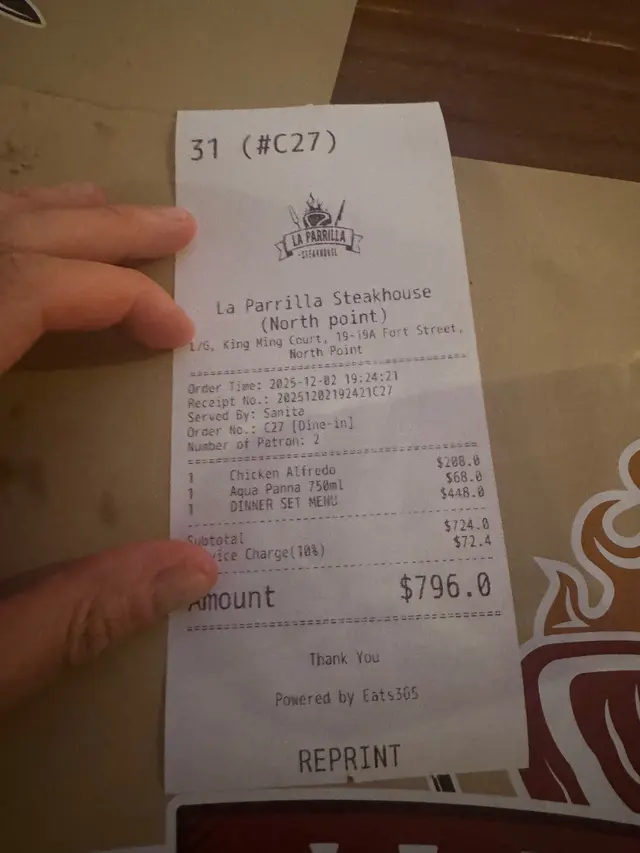 31 (#C27)
LA PARRILLA
STEAKHOUSE
La Parrilla Steakhouse
(North point)
King Ming Court, 19-19A Fort Street,
North Point
Order Time: 2025-12-02 19:24:21
Receipt No.: 20251202192421C27
Served By: Sanita
Order No.: C27 [Dine-in]
Number of Patron: 2
1 Chicken Alfredo $208.0
1 Aqua Panna 750ml $68.0
1 DINNER SET MENU $448.0
Subtotal $724.0
vice Charge(10%) $72.4
Amount $796.0
Thank You
Powered by Eats365
REPRINT